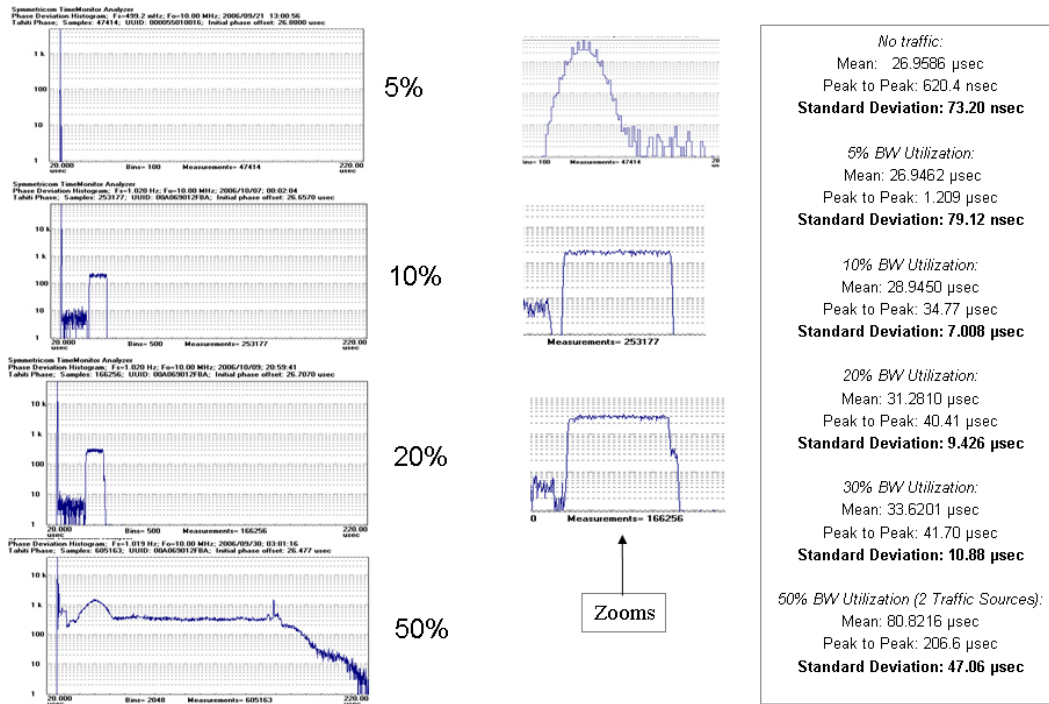 Symmetricom TimeMonitor Analyzer
Phase Deviation Histogram; Fs=499.2 mHz; Fo=10.00 MHz; 2006/09/21 13:00:56
Tahiti Phase; Samples: 47414; UUID: 000055010016; Initial phase offset: 26.8800 usec
1 k
100
10
1
20.000
usec
Bins= 100
Measurements= 47414
220.00
usec
5%
bins= 100
Measurements= 47414
Symmetricom TimeMonitor Analyzer
Phase Deviation Histogram; Fs=1.020 Hz; Fo=10.00 MHz; 2006/10/07; 00:02:04
Tahiti Phase; Samples: 253177; UUID: 00A069012FBA; Initial phase offset: 26.6570 usec
10 k
1 k
100
10
1
20.000
usec
Bins= 500
Measurements= 253177
220.00
usec
10%
Measurements= 253177
Symmetricom TimeMonitor Analyzer
Phase Deviation Histogram; Fs=1.020 Hz; Fo=10.00 MHz; 2006/10/09; 20:59:41
Tahiti Phase; Samples: 166256; UUID: 00A069012FBA; Initial phase offset: 26.7070 usec
10 k
1 k
100
10
1
20.000
usec
Bins= 500
Measurements= 166256
220.00
usec
20%
0
Measurements= 166256
Phase Deviation Histogram; Fs=1.019 Hz; Fo=10.00 MHz; 2006/09/30; 03:01:16
Tahiti Phase; Samples: 605163; UUID: 00A069012FBA; Initial phase offset: 26.477 usec
10 k
1 k
100
10
1
20.000
usec
Bins= 2048
Measurements= 605163
220.00
usec
50%
Zooms
No traffic:
Mean: 26.9586 µsec
Peak to Peak: 620.4 nsec
Standard Deviation: 73.20 nsec
5% BW Utilization:
Mean: 26.9462 µsec
Peak to Peak: 1.209 µsec
Standard Deviation: 79.12 nsec
10% BW Utilization:
Mean: 28.9450 µsec
Peak to Peak: 34.77 µsec
Standard Deviation: 7.008 µsec
20% BW Utilization:
Mean: 31.2810 µsec
Peak to Peak: 40.41 µsec
Standard Deviation: 9.426 µsec
30% BW Utilization:
Mean: 33.6201 µsec
Peak to Peak: 41.70 µsec
Standard Deviation: 10.88 µsec
50% BW Utilization (2 Traffic Sources):
Mean: 80.8216 µsec
Peak to Peak: 206.6 µsec
Standard Deviation: 47.06 µsec